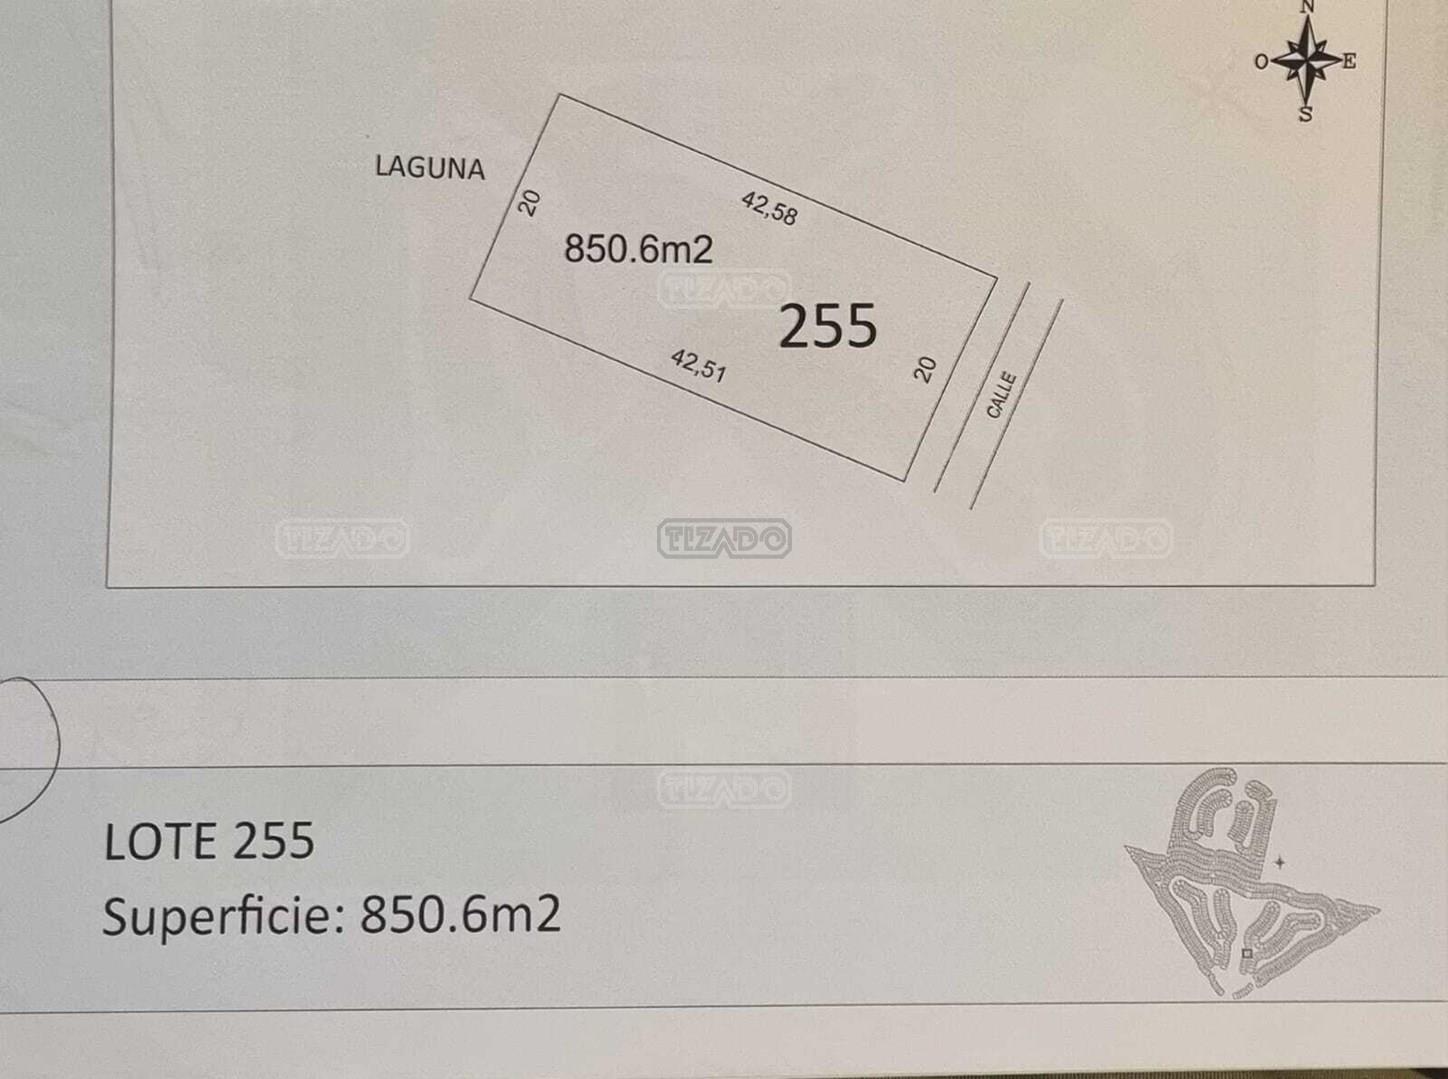 N
O E
S
LAGUNA
20
42,58
850.6m2
TIZADO
255
42,51
20
CALLE
TIZADO TIZADO TIZADO
TIZADO
LOTE 255
Superficie: 850.6m2